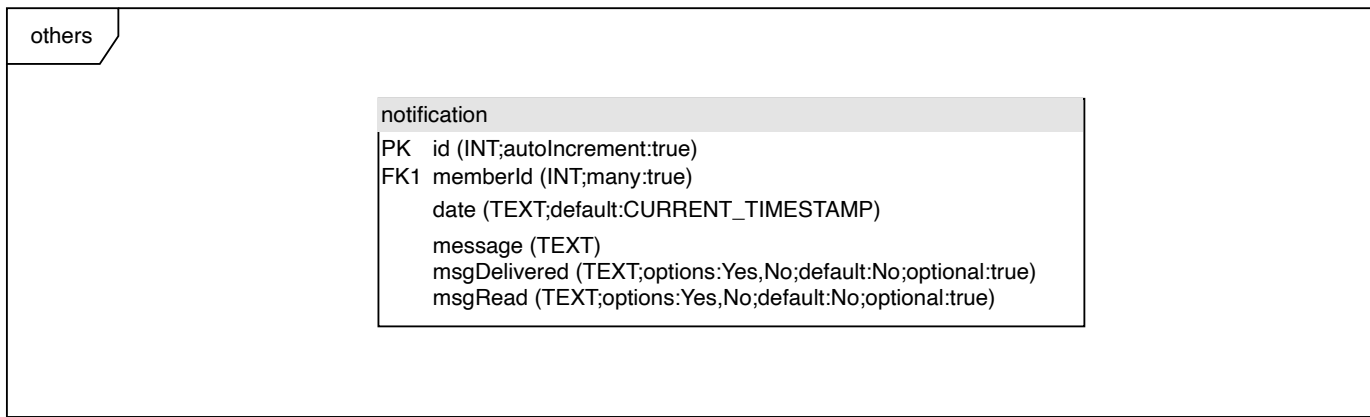 others
notification
PK id (INT;autoIncrement:true)
FK1 memberId (INT;many:true)
date (TEXT;default:CURRENT_TIMESTAMP)
message (TEXT)
msgDelivered (TEXT;options:Yes,No;default:No;optional:true)
msgRead (TEXT;options:Yes,No;default:No;optional:true)